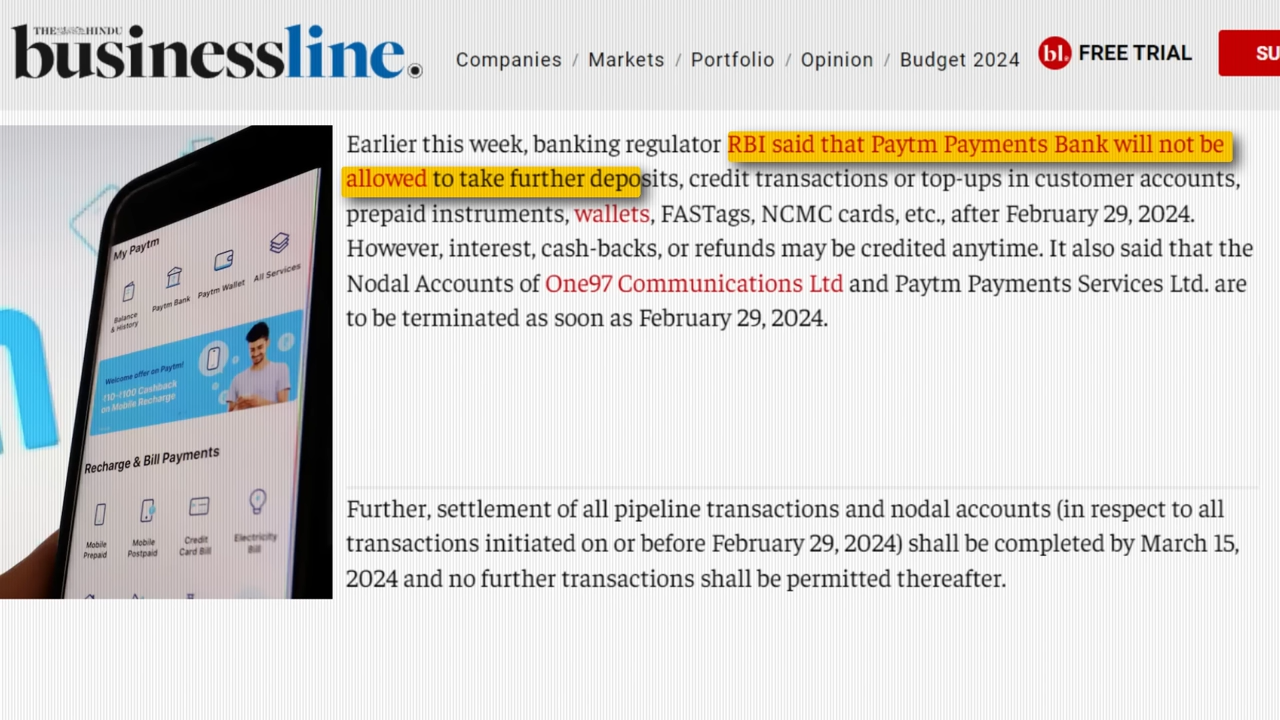 THE HINDU
businessline.
Companies / Markets / Portfolio / Opinion / Budget 2024
bl. FREE TRIAL
SU
Earlier this week, banking regulator RBI said that Paytm Payments Bank will not be
allowed to take further deposits, credit transactions or top-ups in customer accounts,
prepaid instruments, wallets, FASTags, NCMC cards, etc., after February 29, 2024.
However, interest, cash-backs, or refunds may be credited anytime. It also said that the
Nodal Accounts of One97 Communications Ltd and Paytm Payments Services Ltd. are
to be terminated as soon as February 29, 2024.
Further, settlement of all pipeline transactions and nodal accounts (in respect to all
transactions initiated on or before February 29, 2024) shall be completed by March 15,
2024 and no further transactions shall be permitted thereafter.
My Paytm
Balance
& History
Paytm Bank
Paytm Wallet
All Services
Welcome offer on Paytm!
₹10-₹100 Cashback
on Mobile Recharge
Recharge & Bill Payments
Mobile
Prepaid
Mobile
Postpaid
Credit
Card Bill
Electricity
Bill